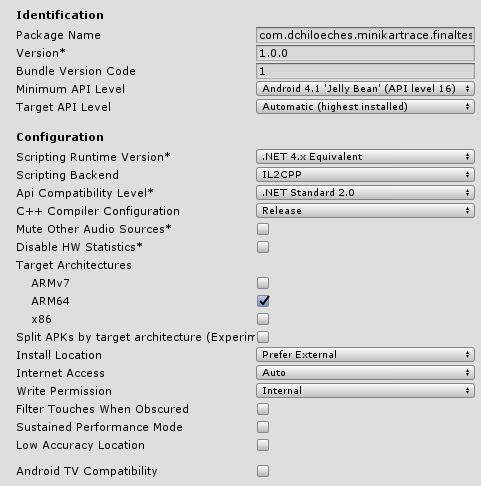 Identification
Package Name com.dchiloeches.minikartrace.finaltes
Version* 1.0.0
Bundle Version Code 1
Minimum API Level Android 4.1 'Jelly Bean' (API level 16)
Target API Level Automatic (highest installed)
Configuration
Scripting Runtime Version* .NET 4.x Equivalent
Scripting Backend IL2CPP
Api Compatibility Level* .NET Standard 2.0
C++ Compiler Configuration Release
Mute Other Audio Sources*
Disable HW Statistics*
Target Architectures
ARMv7
ARM64
x86
Split APKs by target architecture (Experim
Install Location Prefer External
Internet Access Auto
Write Permission Internal
Filter Touches When Obscured
Sustained Performance Mode
Low Accuracy Location
Android TV Compatibility